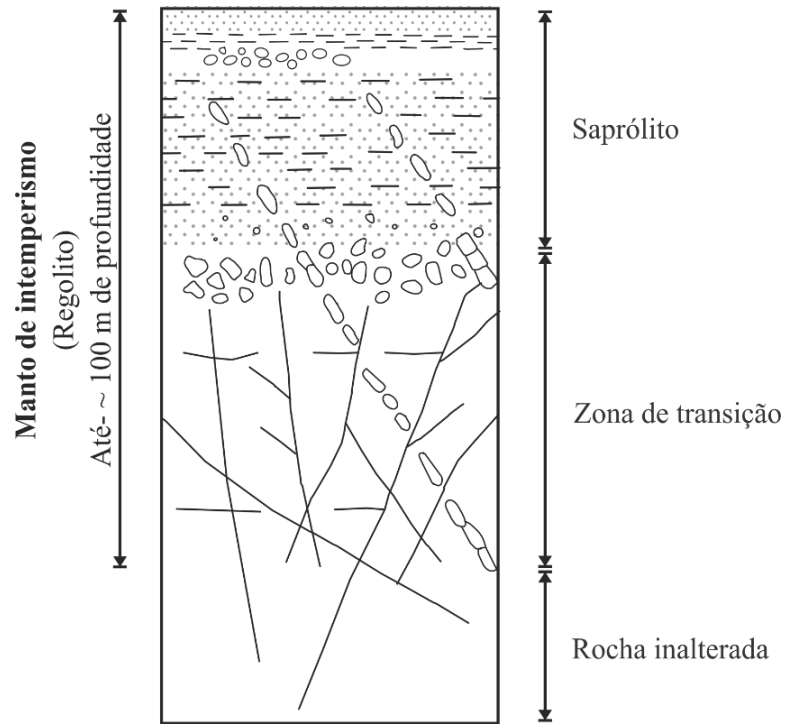 Manto de intemperismo
(Regolito)
Até- ~ 100 m de profundidade
Saprólito
Zona de transição
Rocha inalterada